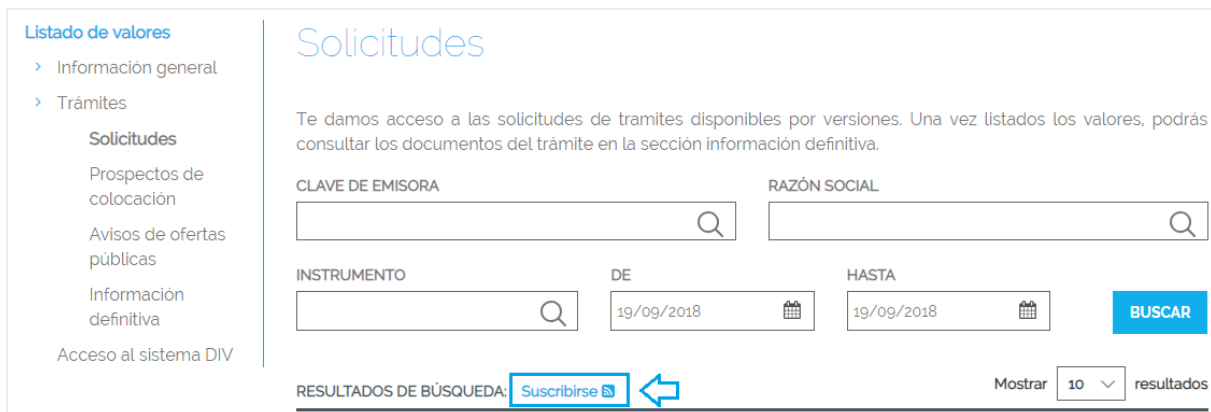 Listado de valores
Información general
Trámites
Solicitudes
Prospectos de
colocación
Avisos de ofertas
públicas
Información
definitiva
Acceso al sistema DIV
Solicitudes
Te damos acceso a las solicitudes de tramites disponibles por versiones. Una vez listados los valores, podrás
consultar los documentos del trámite en la sección información definitiva.
CLAVE DE EMISORA RAZÓN SOCIAL
INSTRUMENTO DE HASTA
19/09/2018 19/09/2018 BUSCAR
RESULTADOS DE BÚSQUEDA: Suscribirse Mostrar 10 resultados